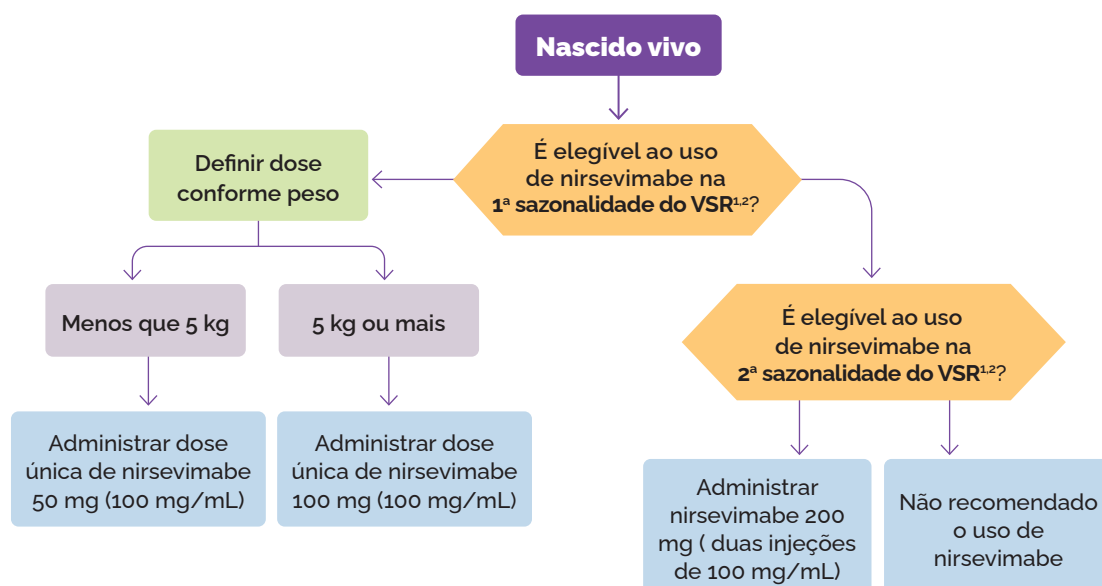 Nascido vivo
É elegível ao uso
de nirsevimabe na
1ª sazonalidade do VSR¹,²?
Definir dose
conforme peso
Menos que 5 kg
5 kg ou mais
É elegível ao uso
de nirsevimabe na
2ª sazonalidade do VSR¹,²?
Administrar dose
única de nirsevimabe
50 mg (100 mg/mL)
Administrar dose
única de nirsevimabe
100 mg (100 mg/mL)
Administrar
nirsevimabe 200
mg ( duas injeções
de 100 mg/mL)
Não recomendado
o uso de
nirsevimabe